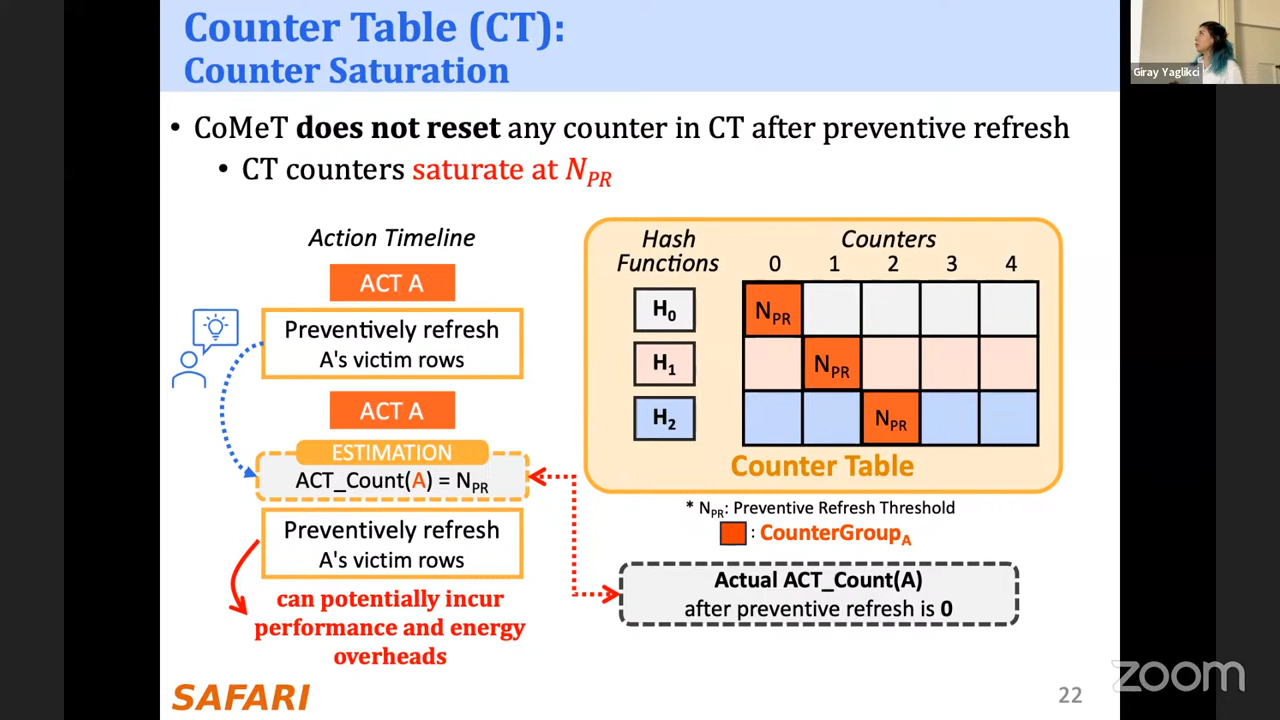 Counter Table (CT):
Counter Saturation
Giray Yaglikci
• CoMeT does not reset any counter in CT after preventive refresh
• CT counters saturate at NPR
Action Timeline
ACT A
Preventively refresh
A's victim rows
ACT A
ESTIMATION
ACT_Count(A) = NPR
Preventively refresh
A's victim rows
can potentially incur
performance and energy
overheads
Hash
Functions
Counters
0 1 2 3 4
H0 NPR
H1 NPR
H2 NPR
Counter Table
* NPR: Preventive Refresh Threshold
: CounterGroupA
Actual ACT_Count(A)
after preventive refresh is 0
SAFARI
22
zoom